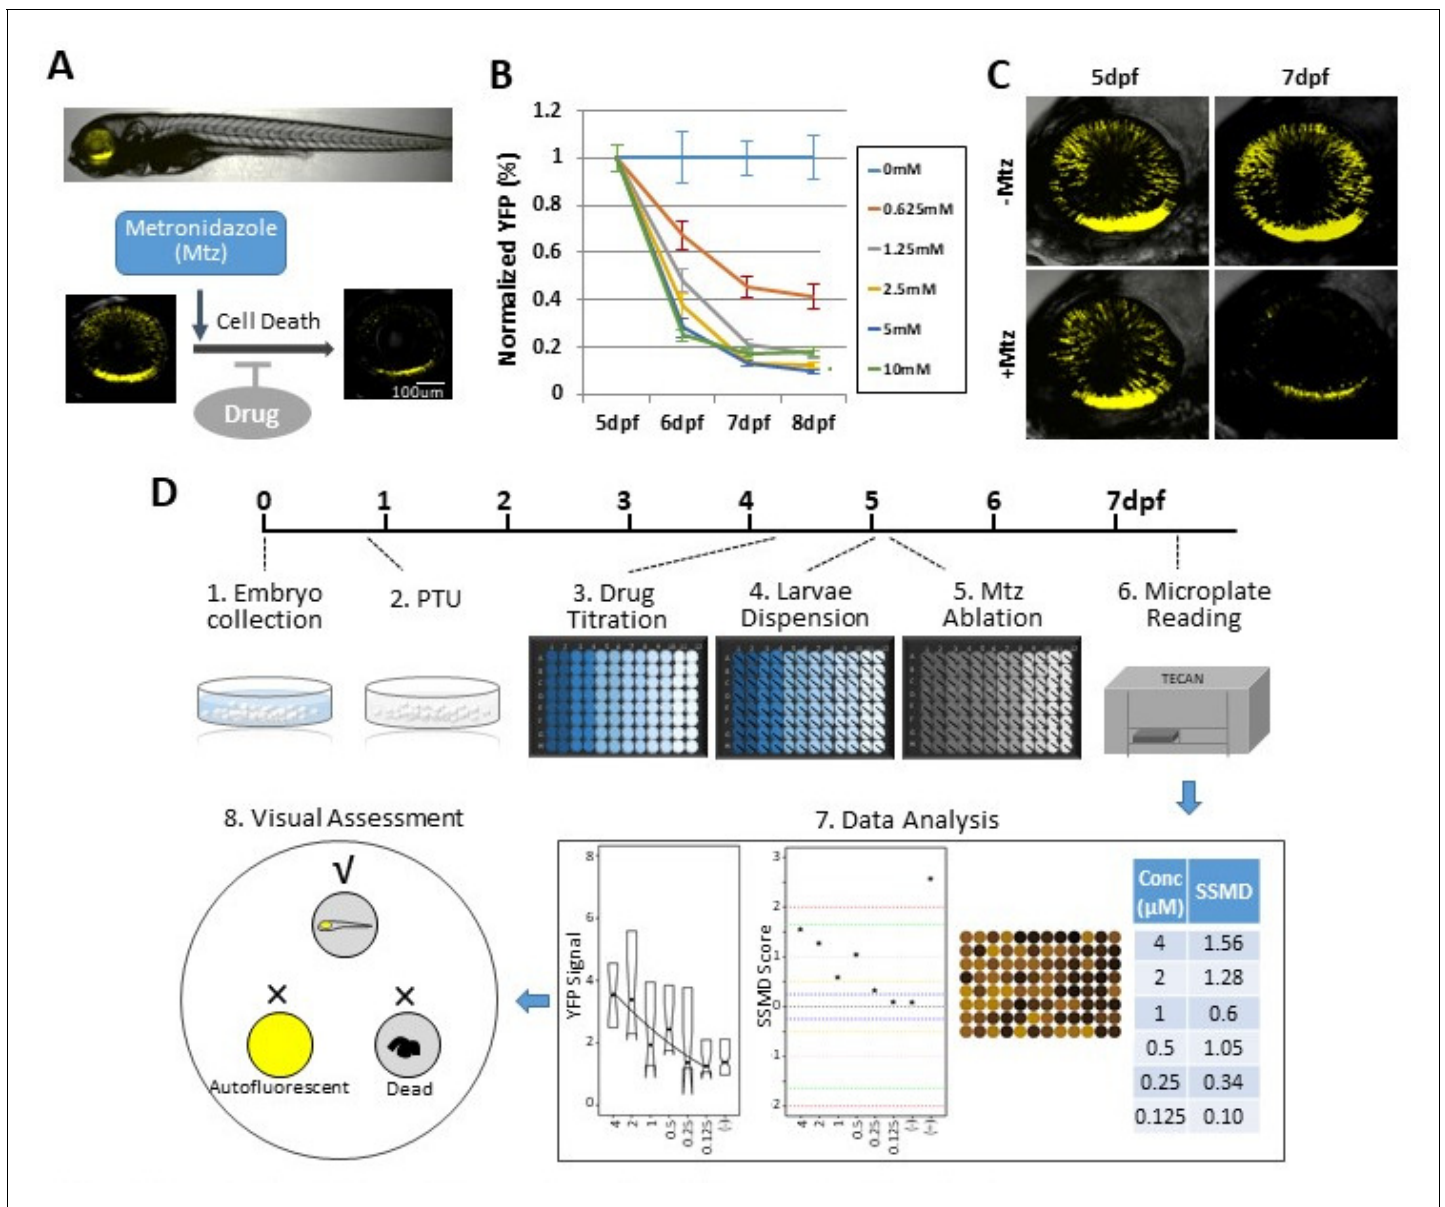 A
Metronidazole
(Mtz)
Cell Death
Drug
100um
B
Normalized YFP (%)
1.2
1
0.8
0.6
0.4
0.2
0
5dpf 6dpf 7dpf 8dpf
0mM
0.625mM
1.25mM
2.5mM
5mM
10mM
C
5dpf 7dpf
-Mtz
+Mtz
D
0 1 2 3 4 5 6 7dpf
1. Embryo
collection
2. PTU
3. Drug
Titration
4. Larvae
Dispension
5. Mtz
Ablation
6. Microplate
Reading
TECAN
7. Data Analysis
YFP Signal
8
6
4
2
0
4 2 1 0.5 0.25 0.125 (-)
SSMD Score
3
2
1
0
1
2
4 2 1 0.5 0.25 0.125 (-) (+)
Conc
(µM)
SSMD
4 1.56
2 1.28
1 0.6
0.5 1.05
0.25 0.34
0.125 0.10
8. Visual Assessment
√
× ×
Autofluorescent Dead